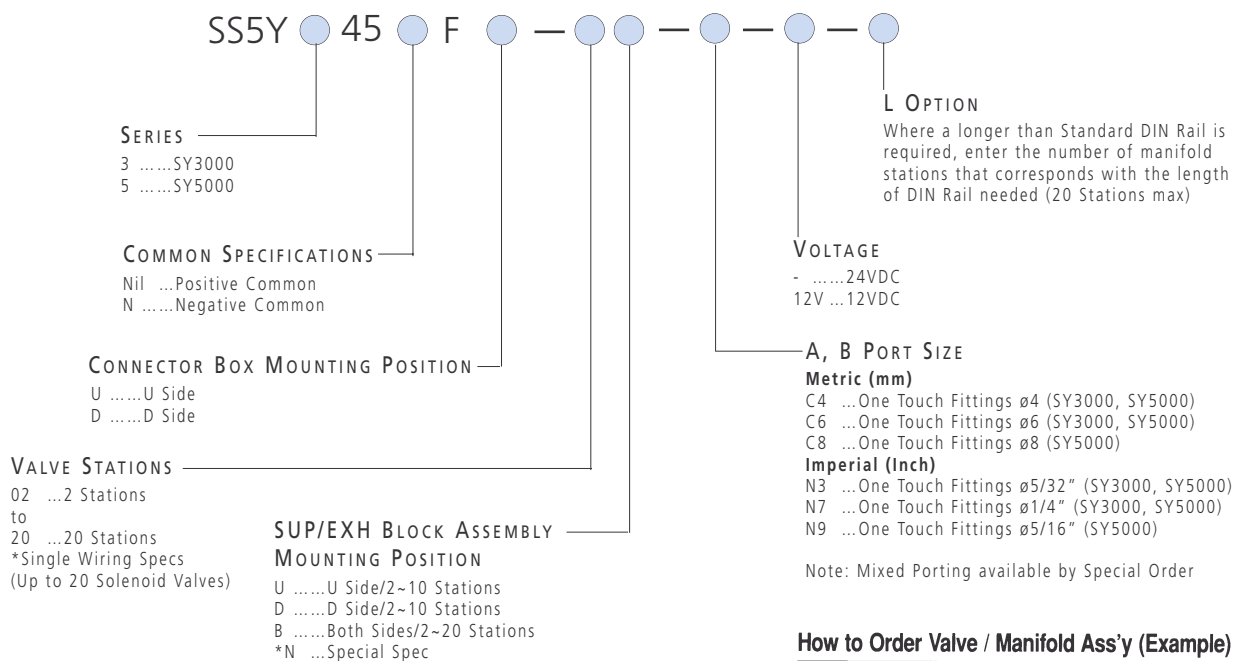 SS5Y 45 F — — — —
SERIES
3 ......SY3000
5 ......SY5000
COMMON SPECIFICATIONS
Nil ...Positive Common
N ......Negative Common
CONNECTOR BOX MOUNTING POSITION
U ......U Side
D ......D Side
VALVE STATIONS
02 ...2 Stations
to
20 ...20 Stations
*Single Wiring Specs
(Up to 20 Solenoid Valves)
SUP/EXH BLOCK ASSEMBLY
MOUNTING POSITION
U ......U Side/2~10 Stations
D ......D Side/2~10 Stations
B ......Both Sides/2~20 Stations
*N ...Special Spec
L OPTION
Where a longer than Standard DIN Rail is
required, enter the number of manifold
stations that corresponds with the length
of DIN Rail needed (20 Stations max)
VOLTAGE
- ......24VDC
12V ...12VDC
A, B PORT SIZE
Metric (mm)
C4 ...One Touch Fittings ø4 (SY3000, SY5000)
C6 ...One Touch Fittings ø6 (SY3000, SY5000)
C8 ...One Touch Fittings ø8 (SY5000)
Imperial (Inch)
N3 ...One Touch Fittings ø5/32” (SY3000, SY5000)
N7 ...One Touch Fittings ø1/4” (SY3000, SY5000)
N9 ...One Touch Fittings ø5/16” (SY5000)
Note: Mixed Porting available by Special Order
How to Order Valve / Manifold Ass'y (Example)